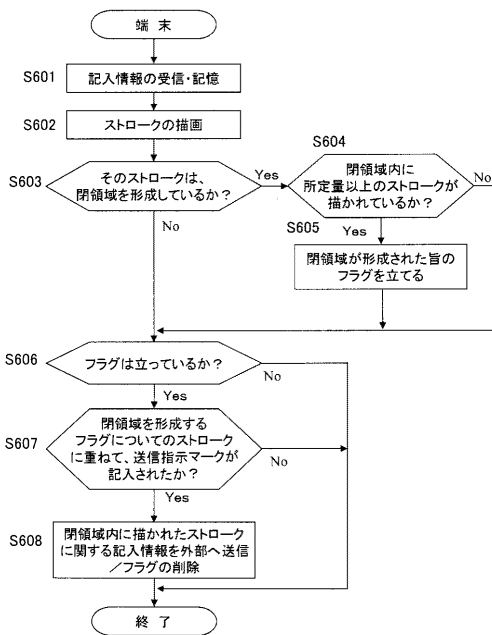 端 末
S601
記入情報の受信・記憶
S602
ストロークの描画
S603
そのストロークは、
閉領域を形成しているか？
Yes
No
S604
閉領域内に
所定量以上のストロークが
描かれているか？
No
Yes
S605
閉領域が形成された旨の
フラグを立てる
S606
フラグは立っているか？
No
Yes
S607
閉領域を形成する
フラグについてのストローク
に重ねて、送信指示マークが
記入されたか？
No
Yes
S608
閉領域内に描かれたストローク
に関する記入情報を外部へ送信
／フラグの削除
終 了